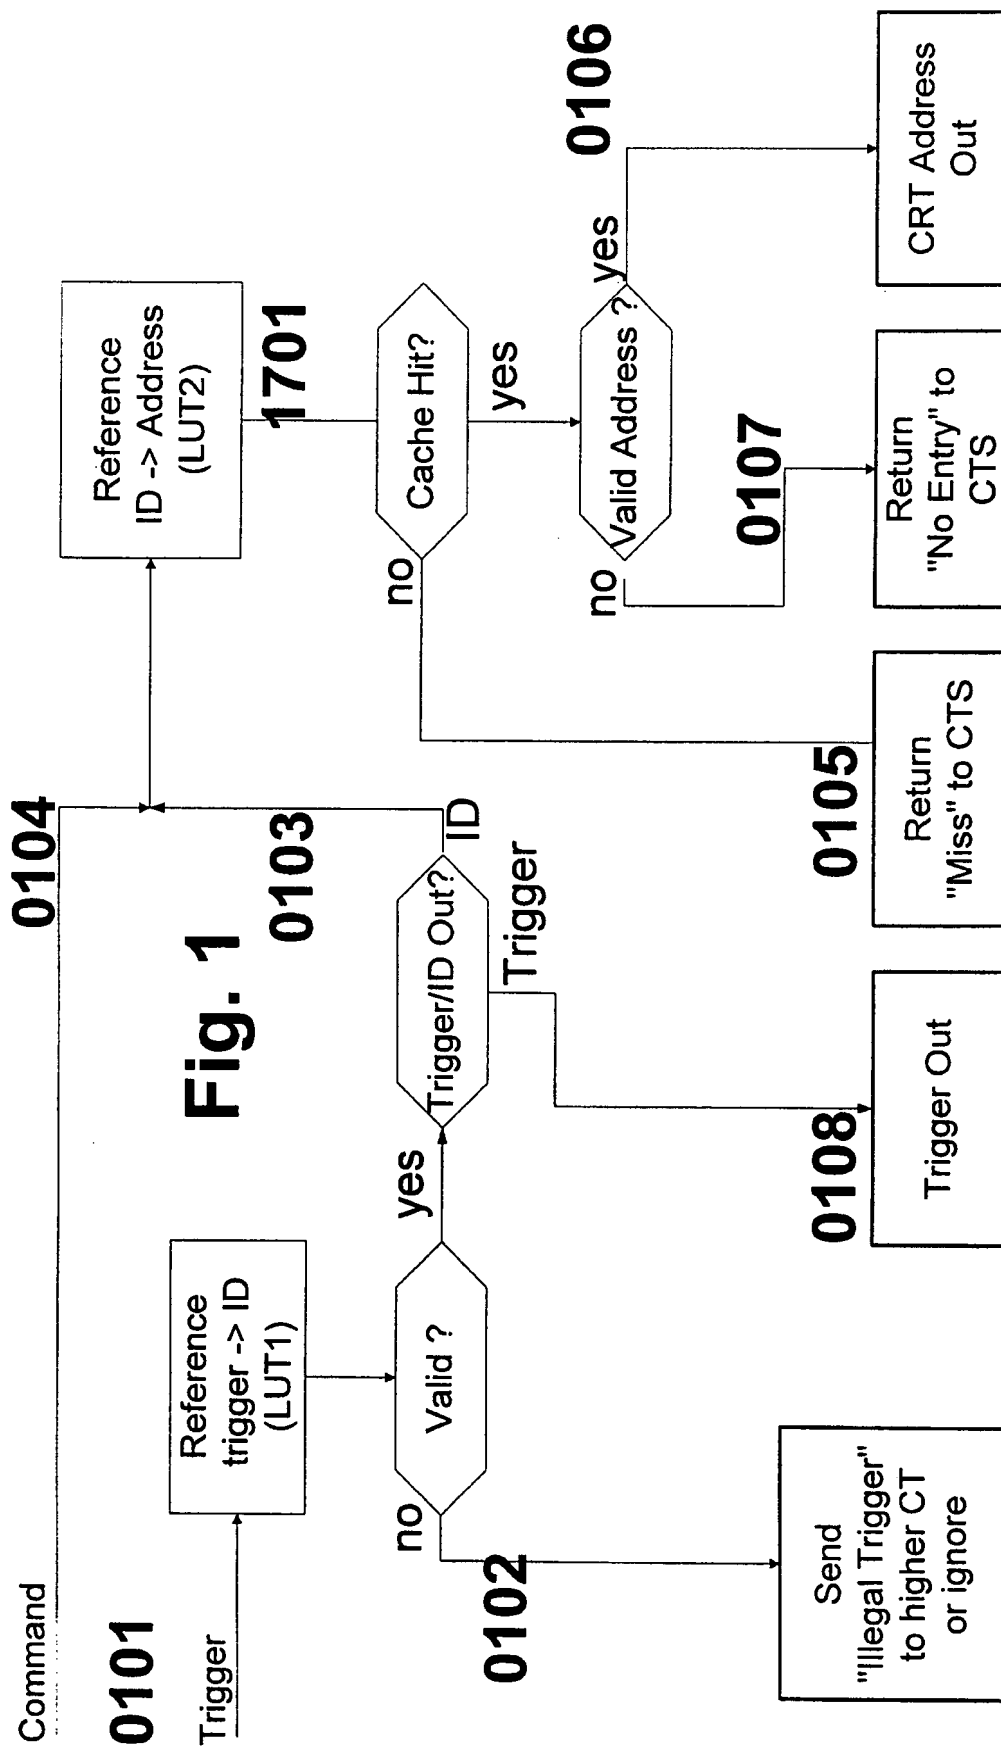 Command
0104
0101
Trigger
Reference
trigger -> ID
(LUT1)
Fig. 1
0103
Reference
ID -> Address
(LUT2)
1701
Valid ?
yes
no
0102
Trigger/ID Out?
ID
Trigger
Cache Hit?
no
yes
Valid Address ?
yes
no
0106
0107
0108
0105
Send
"Illegal Trigger"
to higher CT
or ignore
Trigger Out
Return
"Miss" to CTS
Return
"No Entry" to
CTS
CRT Address
Out